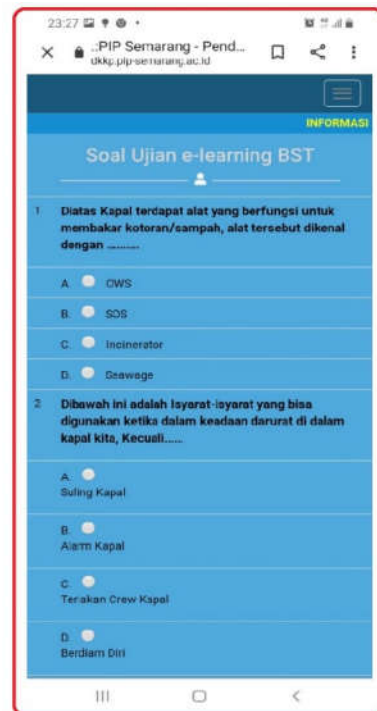 23:27
.:PIP Semarang - Pend...
dkkp.pip-semarang.ac.id
INFORMASI
Soal Ujian e-learning BST
1 Diatas Kapal terdapat alat yang berfungsi untuk
membakar kotoran/sampah, alat tersebut dikenal
dengan ..........
A. OWS
B. SOS
C. Incinerator
D. Seawage
2 Dibawah ini adalah Isyarat-isyarat yang bisa
digunakan ketika dalam keadaan darurat di dalam
kapal kita, Kecuali......
A.
Suling Kapal
B.
Alarm Kapal
C.
Teriakan Crew Kapal
D.
Berdiam Diri